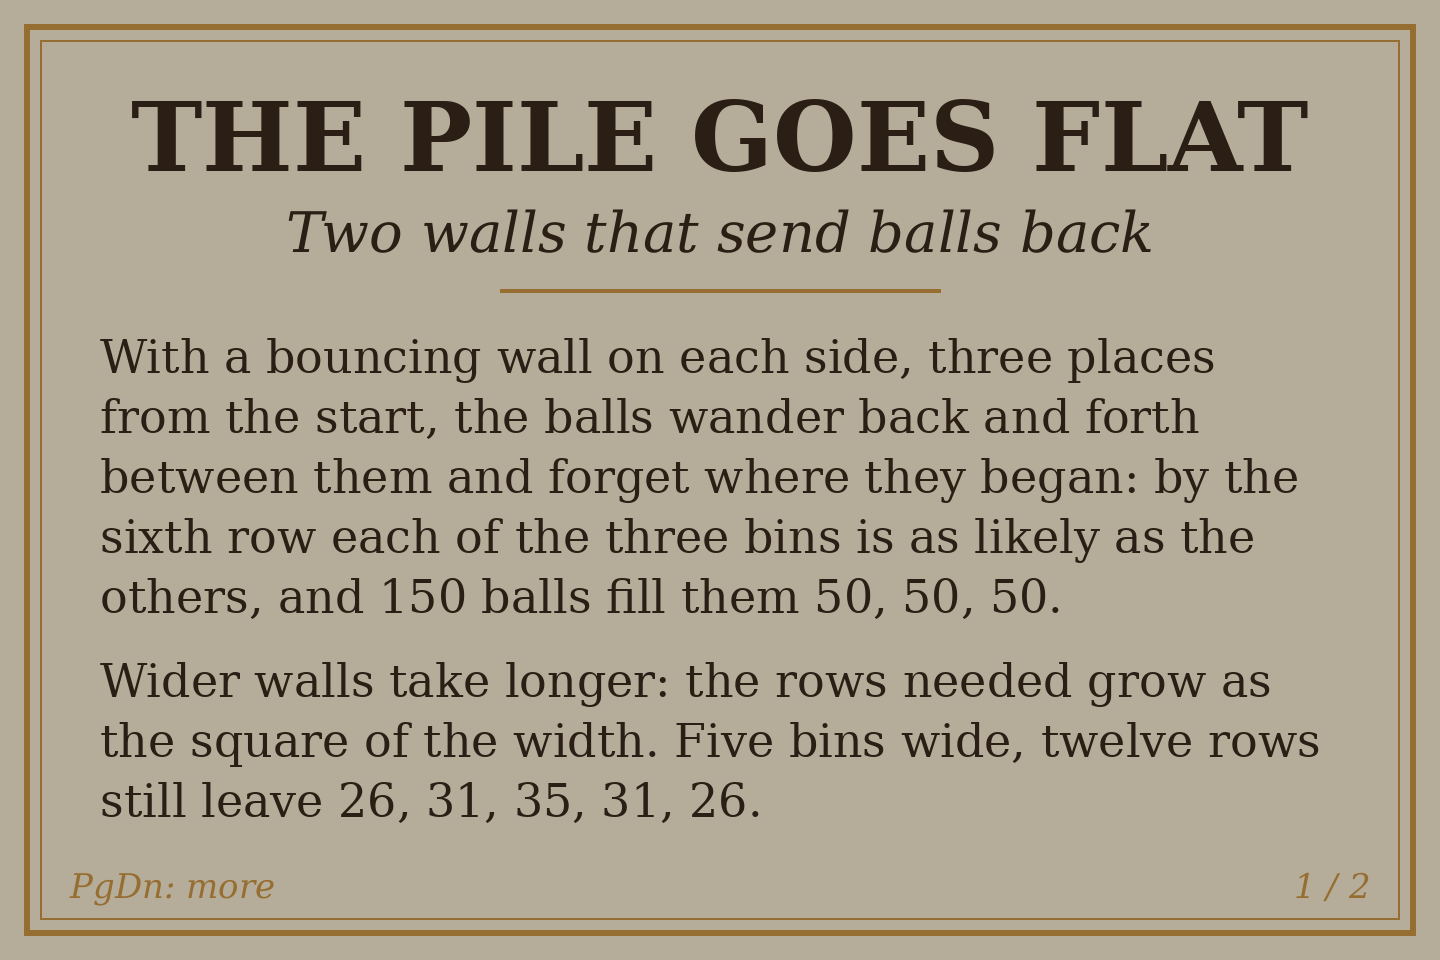 THE PILE GOES FLAT
Two walls that send balls back
With a bouncing wall on each side, three places
from the start, the balls wander back and forth
between them and forget where they began: by the
sixth row each of the three bins is as likely as the
others, and 150 balls fill them 50, 50, 50.
Wider walls take longer: the rows needed grow as
the square of the width. Five bins wide, twelve rows
still leave 26, 31, 35, 31, 26.
PgDn: more
1 / 2